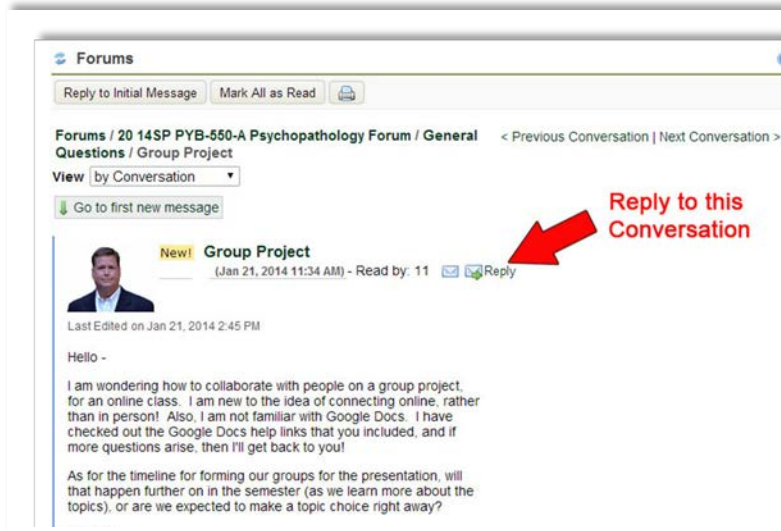 Forums
Reply to Initial Message Mark All as Read
Forums / 20 14SP PYB-550-A Psychopathology Forum / General
Questions / Group Project
< Previous Conversation | Next Conversation >
View by Conversation
Go to first new message
Reply to this
Conversation
New! Group Project
(Jan 21, 2014 11:34 AM) - Read by: 11 Reply
Last Edited on Jan 21, 2014 2:45 PM
Hello -
I am wondering how to collaborate with people on a group project,
for an online class. I am new to the idea of connecting online, rather
than in person! Also, I am not familiar with Google Docs. I have
checked out the Google Docs help links that you included, and if
more questions arise, then I'll get back to you!
As for the timeline for forming our groups for the presentation, will
that happen further on in the semester (as we learn more about the
topics), or are we expected to make a topic choice right away?